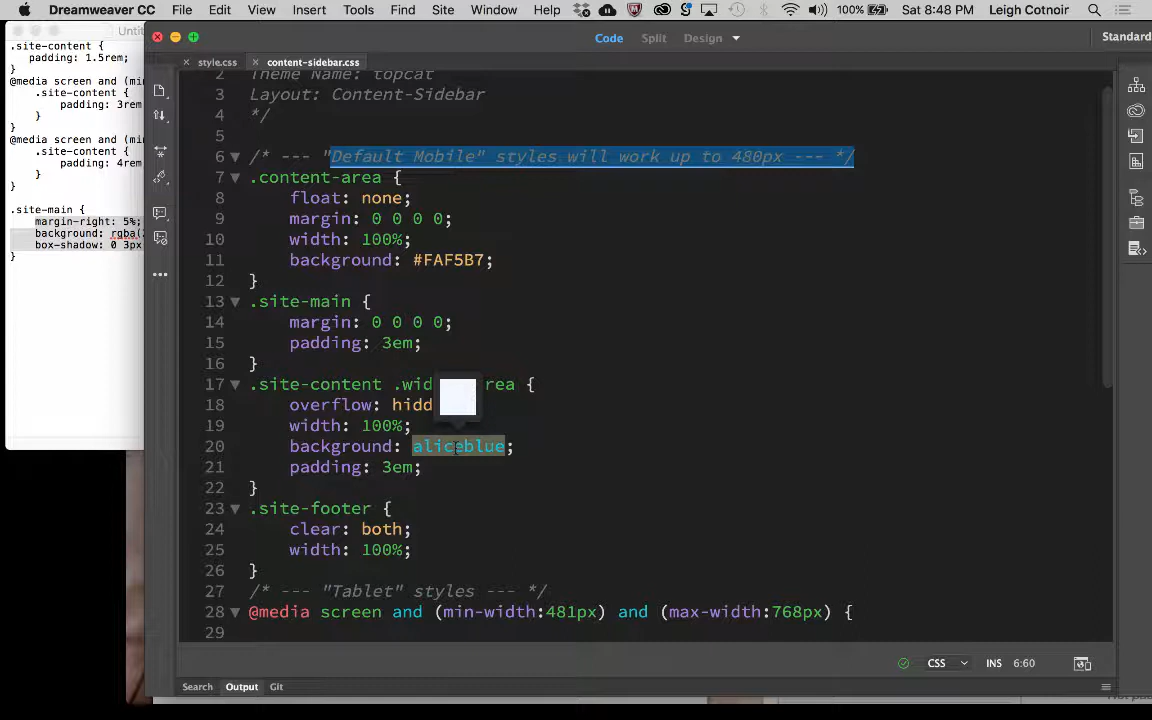 Dreamweaver CC File Edit View Insert Tools Find Site Window Help 100% Sat 8:48 PM Leigh Cotnoir
Code Split Design Standard
style.css content-sidebar.css
.site-content {
padding: 1.5rem;
}
@media screen and (min
.site-content {
padding: 3rem
}
}
@media screen and (min
.site-content {
padding: 4rem
}
}
.site-main {
margin-right: 5%;
background: rgba(
box-shadow: 0 3px
}
2 Theme Name: topcat
3 Layout: Content-Sidebar
4 */
5
6 /* --- "Default Mobile" styles will work up to 480px --- */
7 .content-area {
8 float: none;
9 margin: 0 0 0 0;
10 width: 100%;
11 background: #FAF5B7;
12 }
13 .site-main {
14 margin: 0 0 0 0;
15 padding: 3em;
16 }
17 .site-content .wid rea {
18 overflow: hidd
19 width: 100%;
20 background: aliceblue;
21 padding: 3em;
22 }
23 .site-footer {
24 clear: both;
25 width: 100%;
26 }
27 /* --- "Tablet" styles --- */
28 @media screen and (min-width:481px) and (max-width:768px) {
29
CSS INS 6:60
Search Output Git